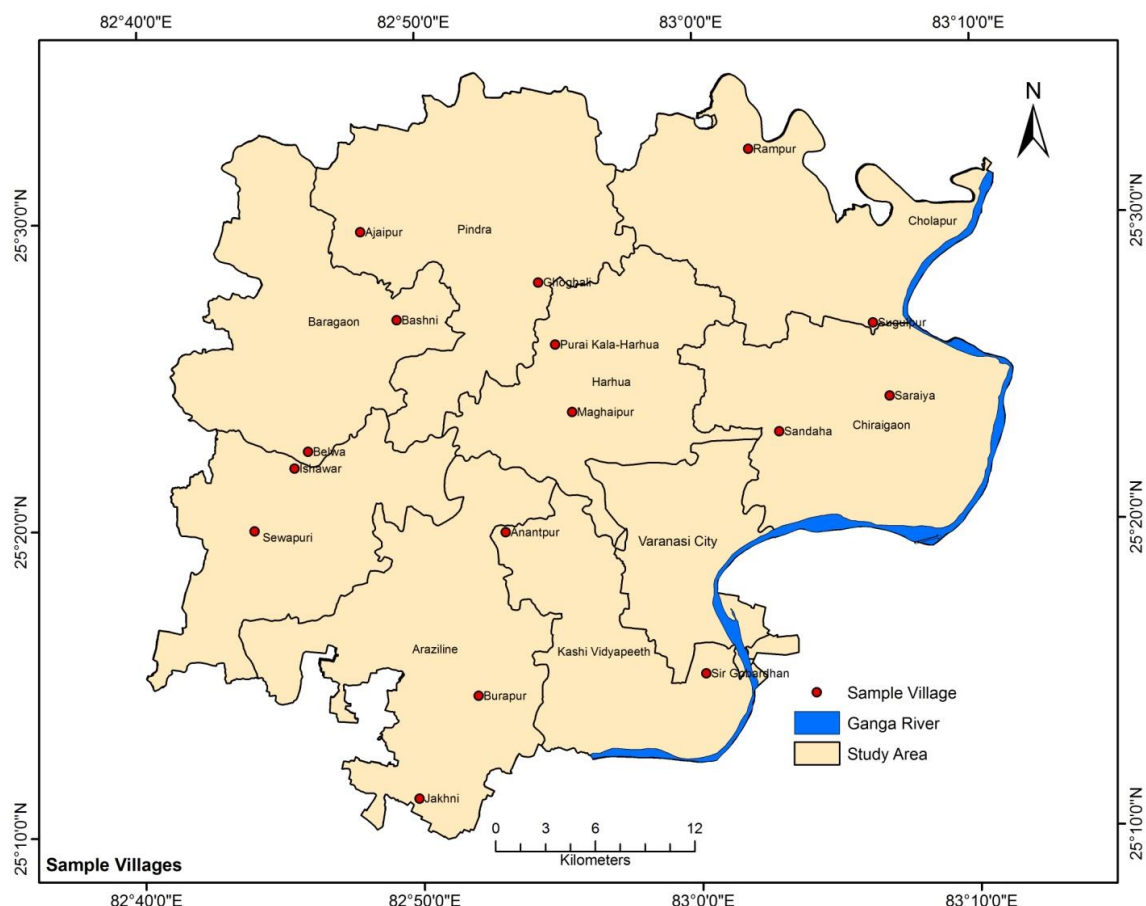 82°40'0"E
82°50'0"E
83°00'0"E
83°10'0"E
N
Rampur
25°30'0"N
25°30'0"N
Cholapur
Ajaipur
Pindra
Ghoghali
Baragaon
Bashni
Suguipur
Purai Kala-Harhua
Harhua
Saraiya
Maghaipur
Chiraigaon
Sandaha
Belwa
Ishawar
25°20'0"N
25°20'0"N
Sewapuri
Anantpur
Varanasi City
Araziline
Kashi Vidyapeeth
Sir Gobardhan
Burapur
Sample Village
Ganga River
Study Area
Jakhni
25°10'0"N
25°10'0"N
0 3 6 12
Kilometers
Sample Villages
82°40'0"E
82°50'0"E
83°00'0"E
83°10'0"E